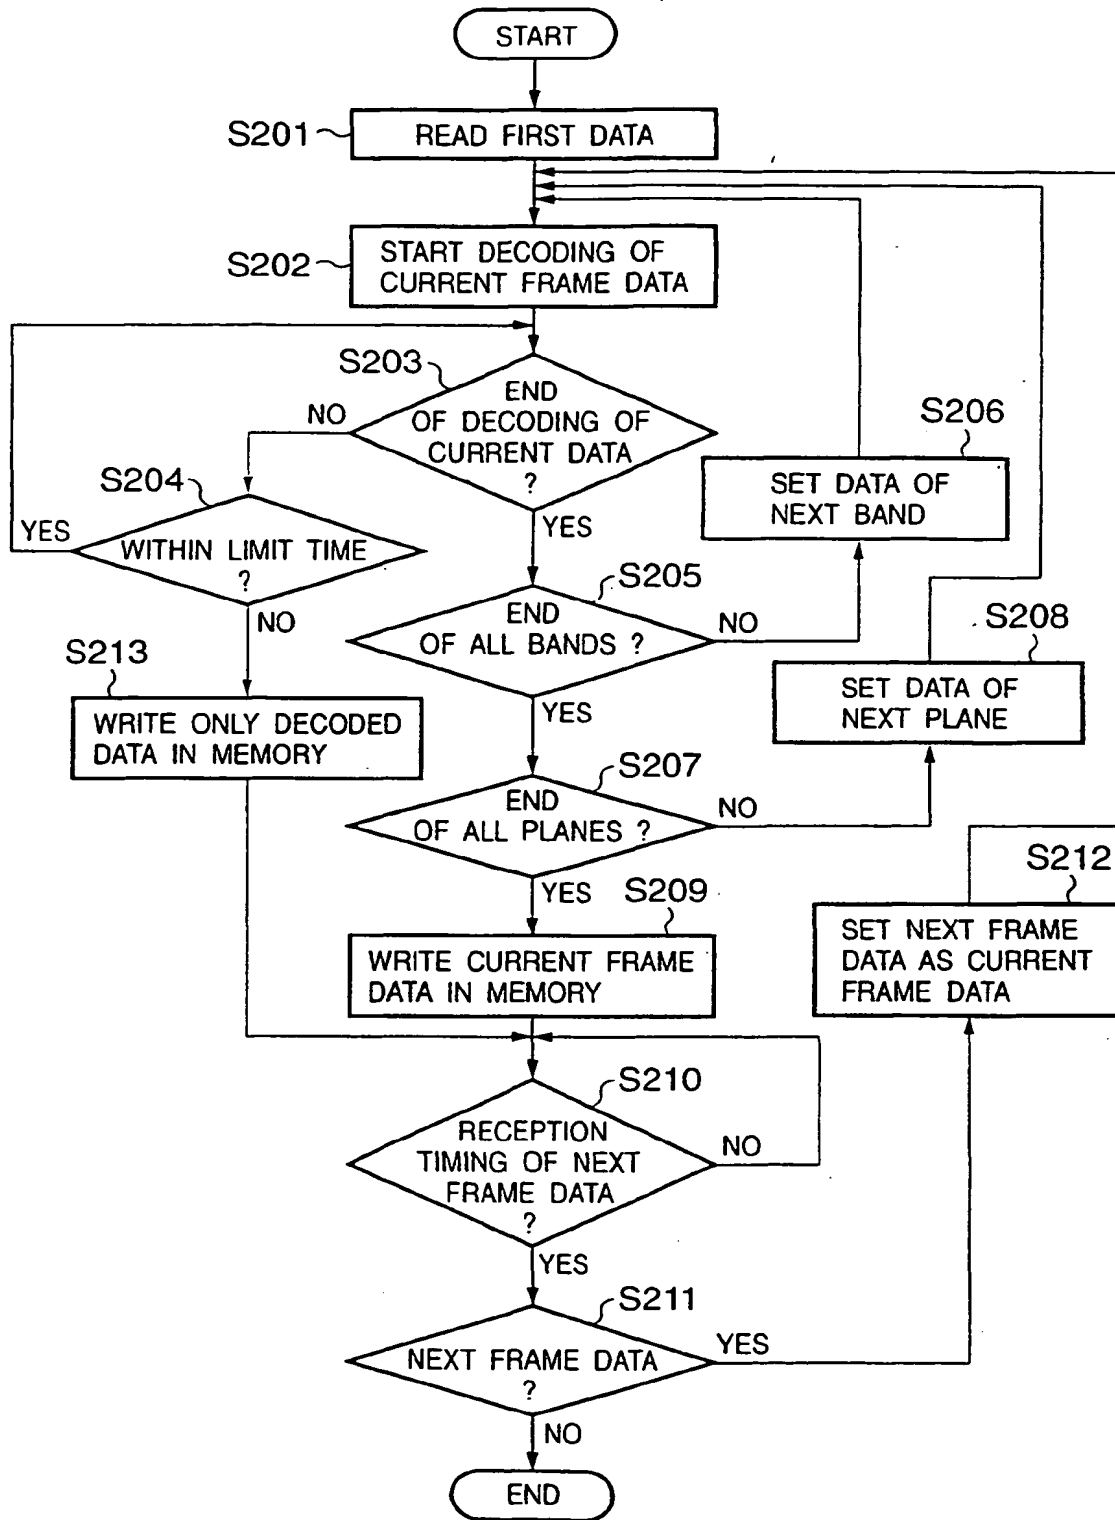 START
S201
READ FIRST DATA
S202
START DECODING OF
CURRENT FRAME DATA
S203
END
OF DECODING OF
CURRENT DATA
?
NO
YES
S204
WITHIN LIMIT TIME
?
YES
NO
S206
SET DATA OF
NEXT BAND
S205
END
OF ALL BANDS ?
NO
YES
S208
SET DATA OF
NEXT PLANE
S213
WRITE ONLY DECODED
DATA IN MEMORY
S207
END
OF ALL PLANES ?
NO
YES
S209
WRITE CURRENT FRAME
DATA IN MEMORY
S212
SET NEXT FRAME
DATA AS CURRENT
FRAME DATA
S210
RECEPTION
TIMING OF NEXT
FRAME DATA
?
NO
YES
S211
NEXT FRAME DATA
?
YES
NO
END